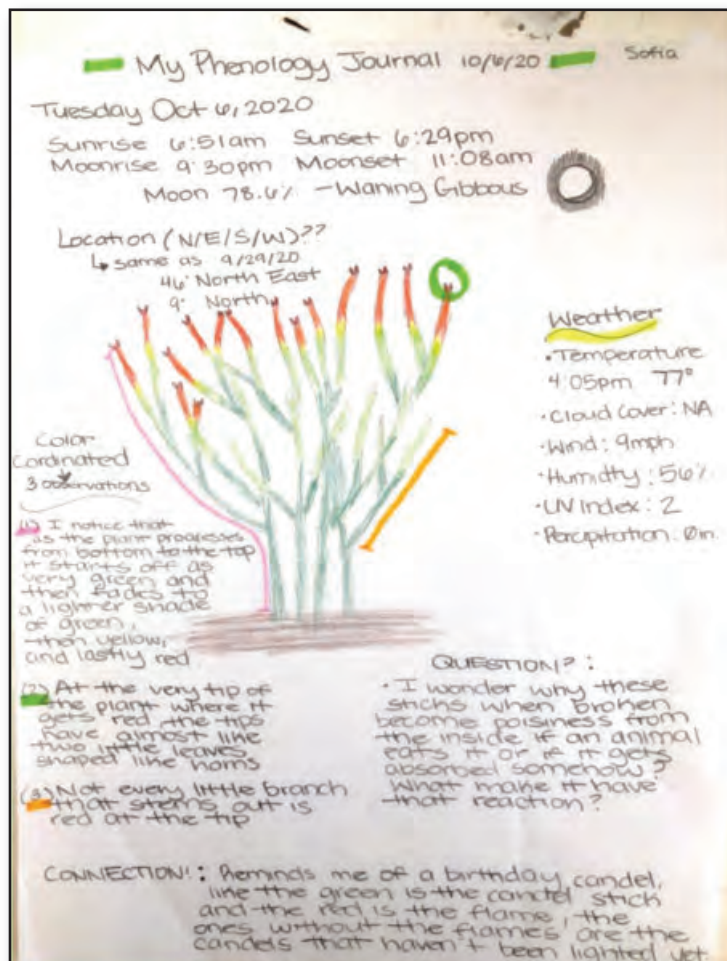 My Phenology Journal 10/6/20 Sofia
Tuesday Oct 6, 2020
Sunrise 6:51am Sunset 6:29pm
Moonrise 9:30pm Moonset 11:08am
Moon 78.6% - Waning Gibbous
Location (N/E/S/W)??
↳ same as 9/29/20
46° North East
9° North
Weather
• Temperature
4:05pm 77°
• Cloud Cover: NA
• Wind: 9mph
• Humidty: 56%
• UV Index: 2
• Percipitation: 0in
Color
Cordinated
3 observations
(1) I notice that
as the plant progresses
from bottom to the top
it starts off as
very green and
then fades to
a lighter shade
of green,
then yellow,
and lastly red
(2) At the very tip of
the plant where it
gets red the tips
have almost like
two little leaves
shaped like horns
(3) Not every little branch
that stems out is
red at the tip
QUESTION?:
• I wonder why these
sticks when broken
become poisiness from
the inside if an animal
eats it or if it gets
absorbed somehow?
What make it have
that reaction?
CONNECTION!: Reminds me of a birthday candel,
like the green is the candel stick
and the red is the flame, the
ones without the flames are the
candels that haven't been lighted yet